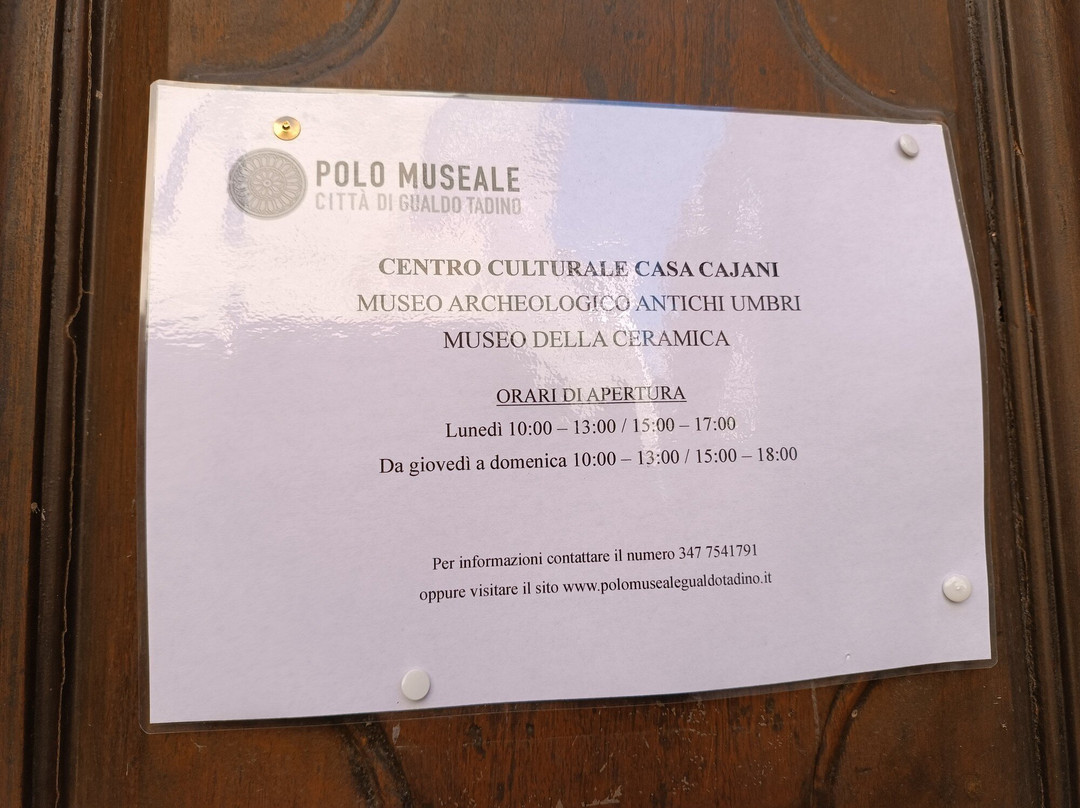 POLO MUSEALE
CITTÀ DI GUALDO TADINO
CENTRO CULTURALE CASA CAJANI
MUSEO ARCHEOLOGICO ANTICHI UMBRI
MUSEO DELLA CERAMICA
ORARI DI APERTURA
Lunedì 10:00 – 13:00 / 15:00 – 17:00
Da giovedì a domenica 10:00 – 13:00 / 15:00 – 18:00
Per informazioni contattare il numero 347 7541791
oppure visitare il sito www.polomusealegualdotadino.it